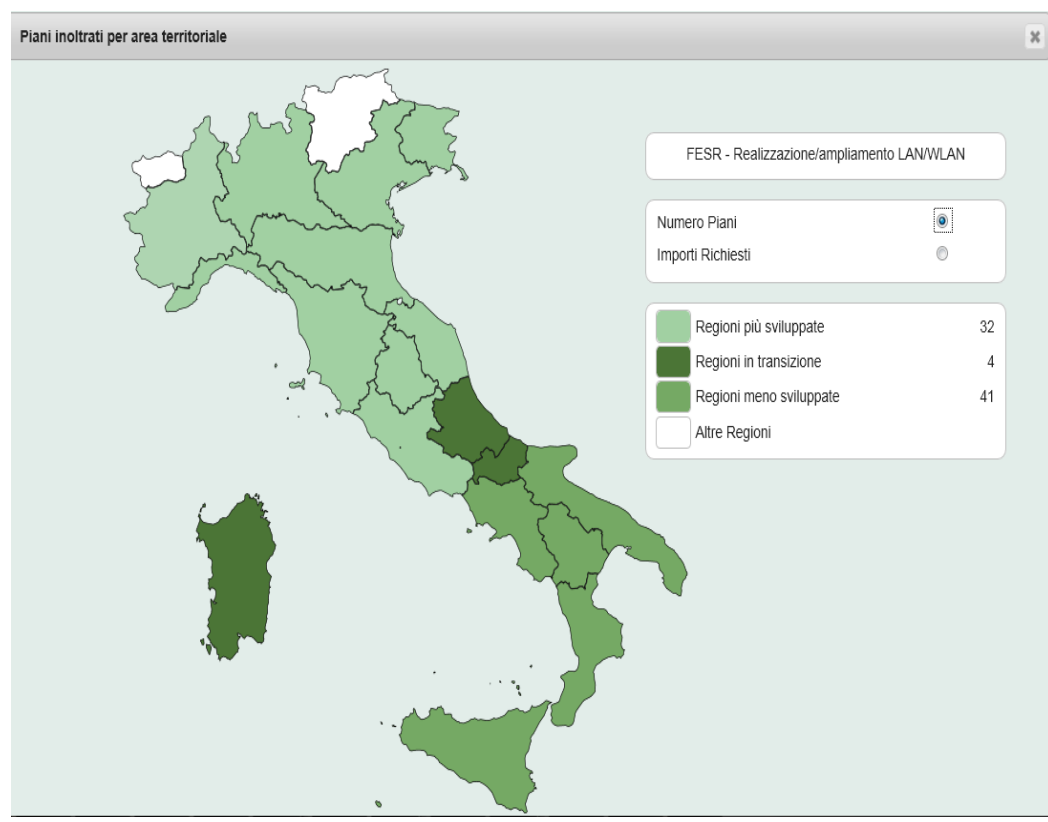 Piani inoltrati per area territoriale
FESR - Realizzazione/ampliamento LAN/WLAN
Numero Piani
Importi Richiesti
Regioni più sviluppate 32
Regioni in transizione 4
Regioni meno sviluppate 41
Altre Regioni